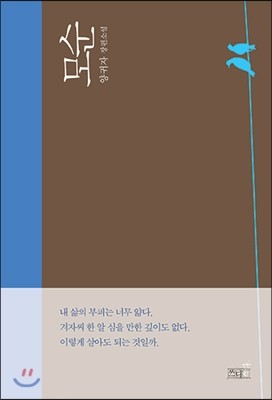 모순
양귀자 장편소설
내 삶의 부피는 너무 얇다.
겨자씨 한 알 심을 만한 깊이도 없다.
이렇게 살아도 되는 것일까.
쓰다
yes24